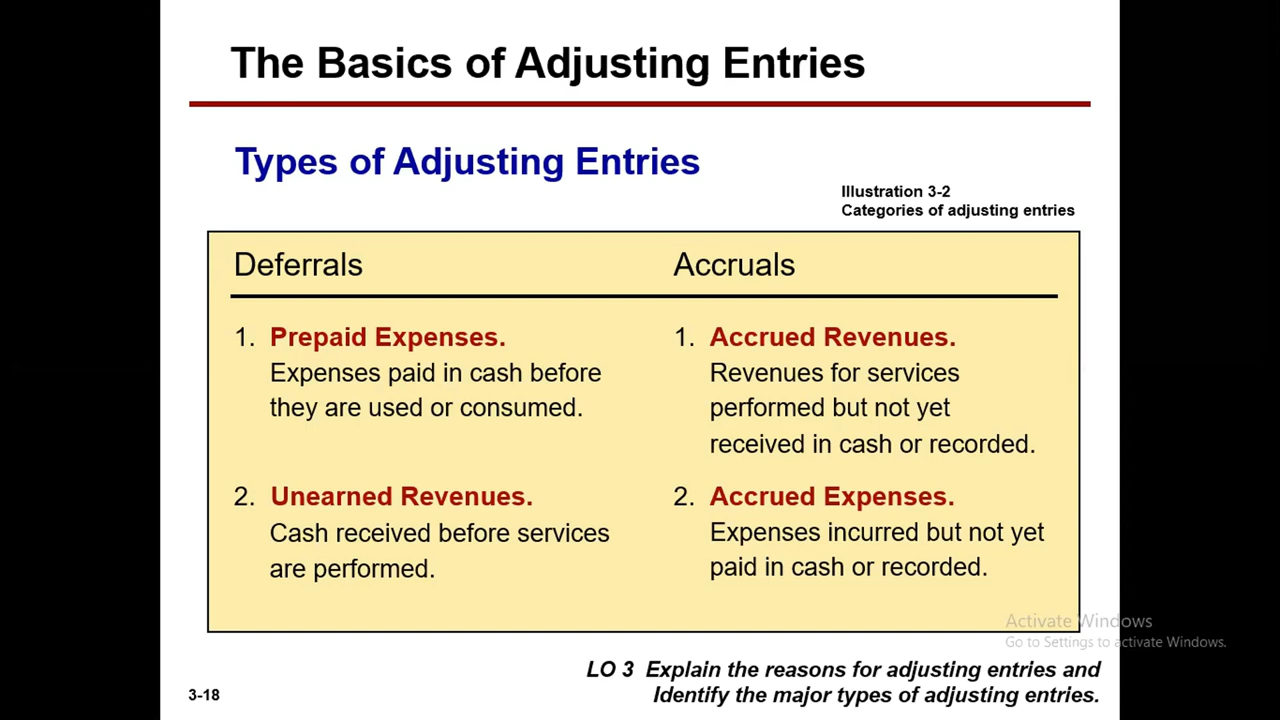 The Basics of Adjusting Entries
Types of Adjusting Entries
Illustration 3-2
Categories of adjusting entries
Deferrals
1. Prepaid Expenses.
Expenses paid in cash before
they are used or consumed.
2. Unearned Revenues.
Cash received before services
are performed.
Accruals
1. Accrued Revenues.
Revenues for services
performed but not yet
received in cash or recorded.
2. Accrued Expenses.
Expenses incurred but not yet
paid in cash or recorded.
Activate Windows
Go to Settings to activate Windows.
LO 3 Explain the reasons for adjusting entries and
Identify the major types of adjusting entries.
3-18